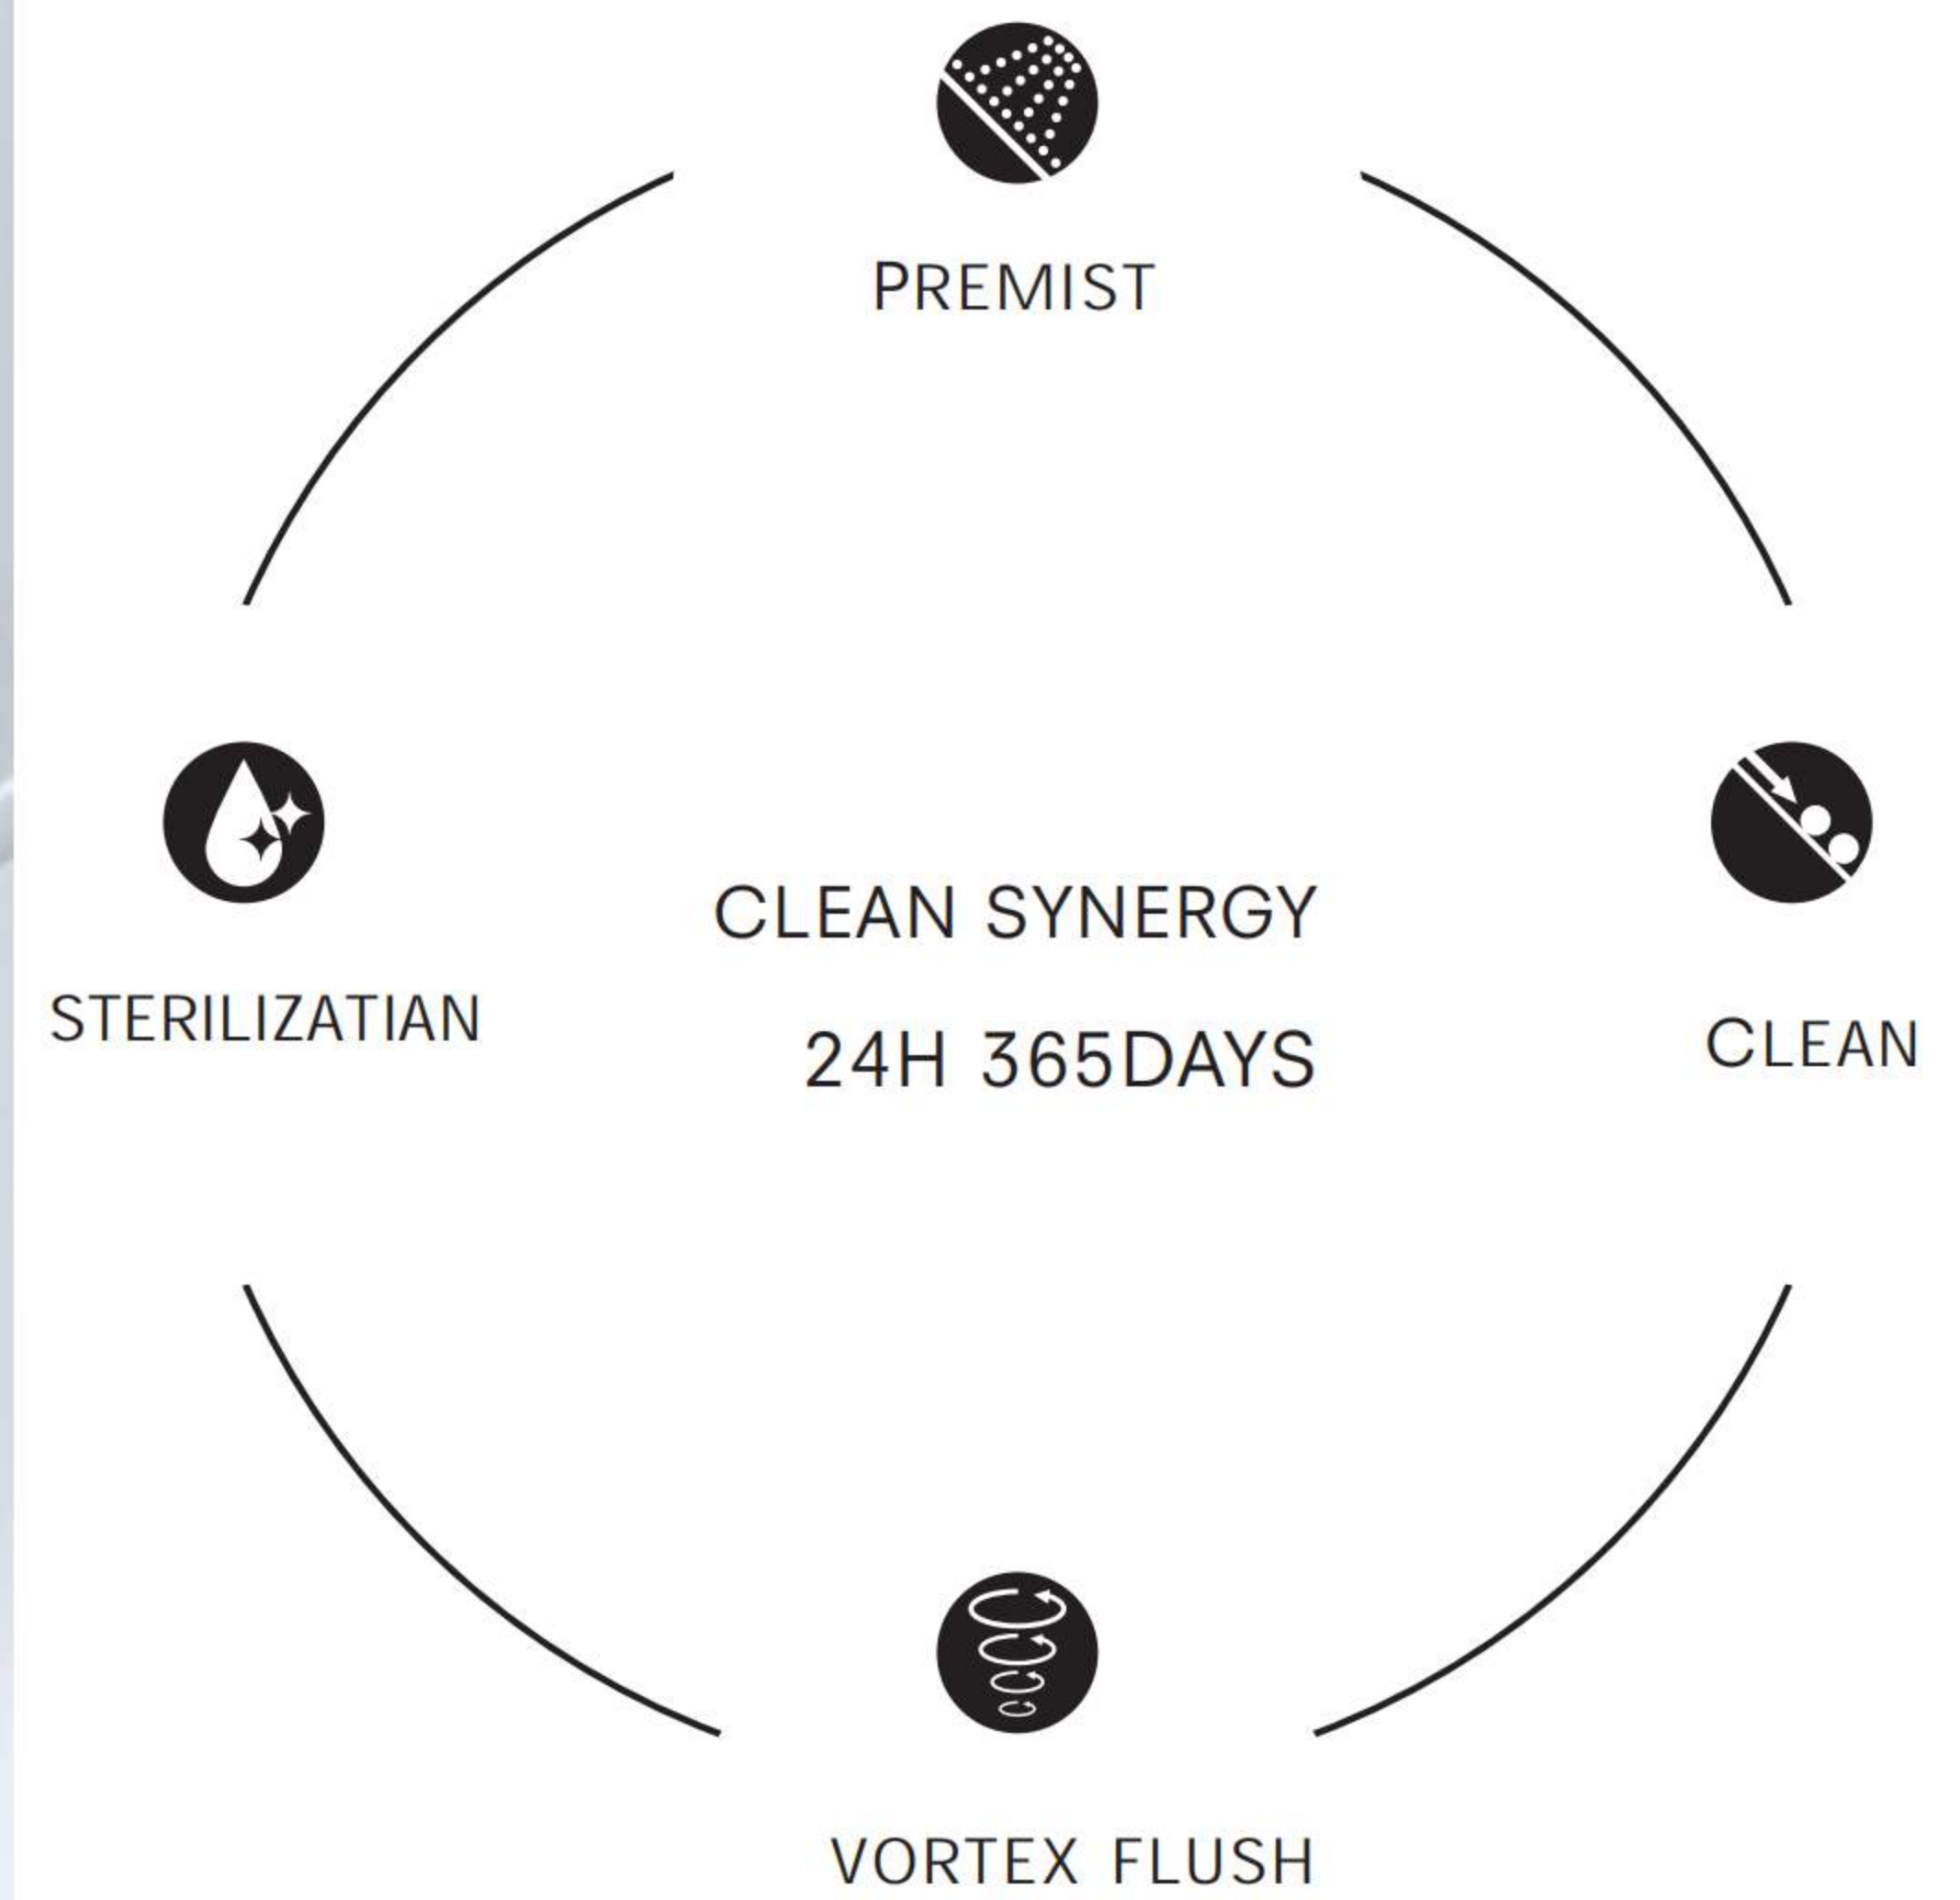 PREMIST
CLEAN SYNERGY
STERILIZATIAN
24H 365DAYS
CLEAN
VORTEX FLUSH